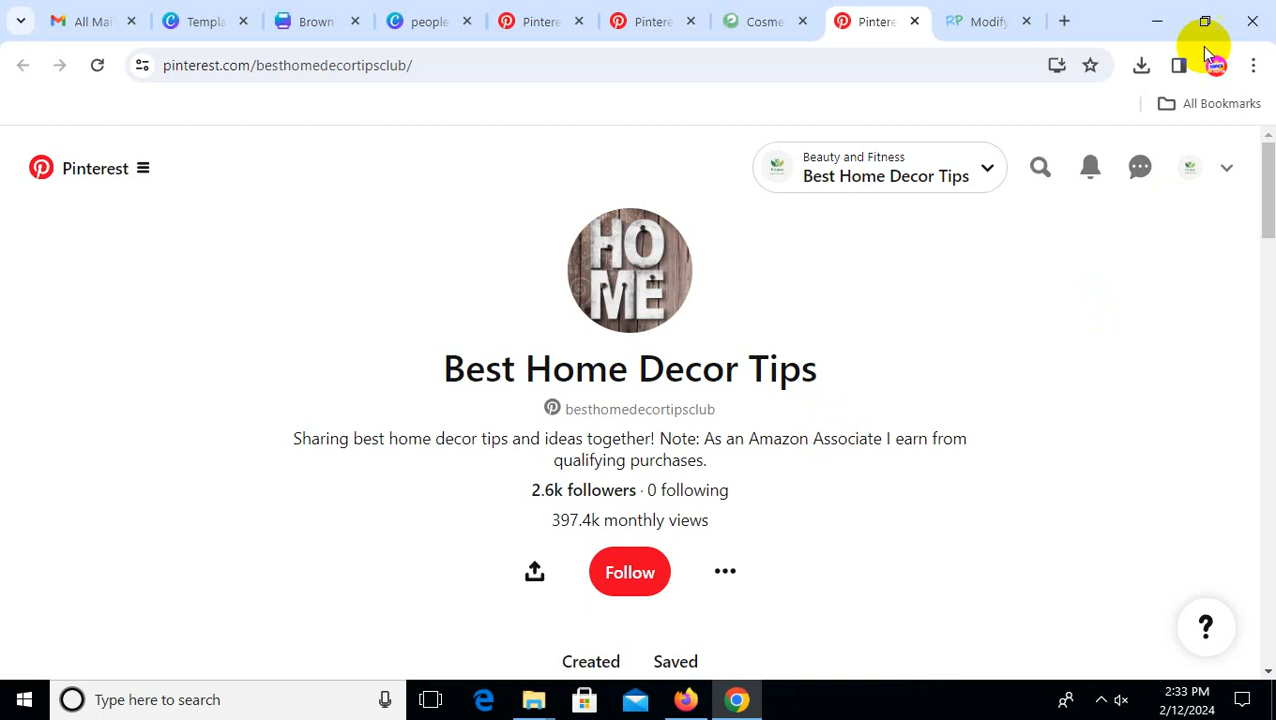 All Mai
Templa
Brown
people
Pintere
Pintere
Cosme
Pintere
RP Modify
pinterest.com/besthomedecortipsclub/
All Bookmarks
Pinterest
Beauty and Fitness
Best Home Decor Tips
HO
ME
Best Home Decor Tips
besthomedecortipsclub
Sharing best home decor tips and ideas together! Note: As an Amazon Associate I earn from
qualifying purchases.
2.6k followers · 0 following
397.4k monthly views
Follow
?
Created Saved
Type here to search
2:33 PM
2/12/2024